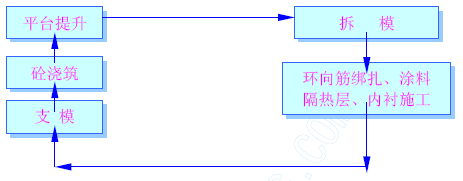 平台提升
拆 模
砼浇筑
环向筋绑扎、涂料
隔热层、内衬施工
支 模